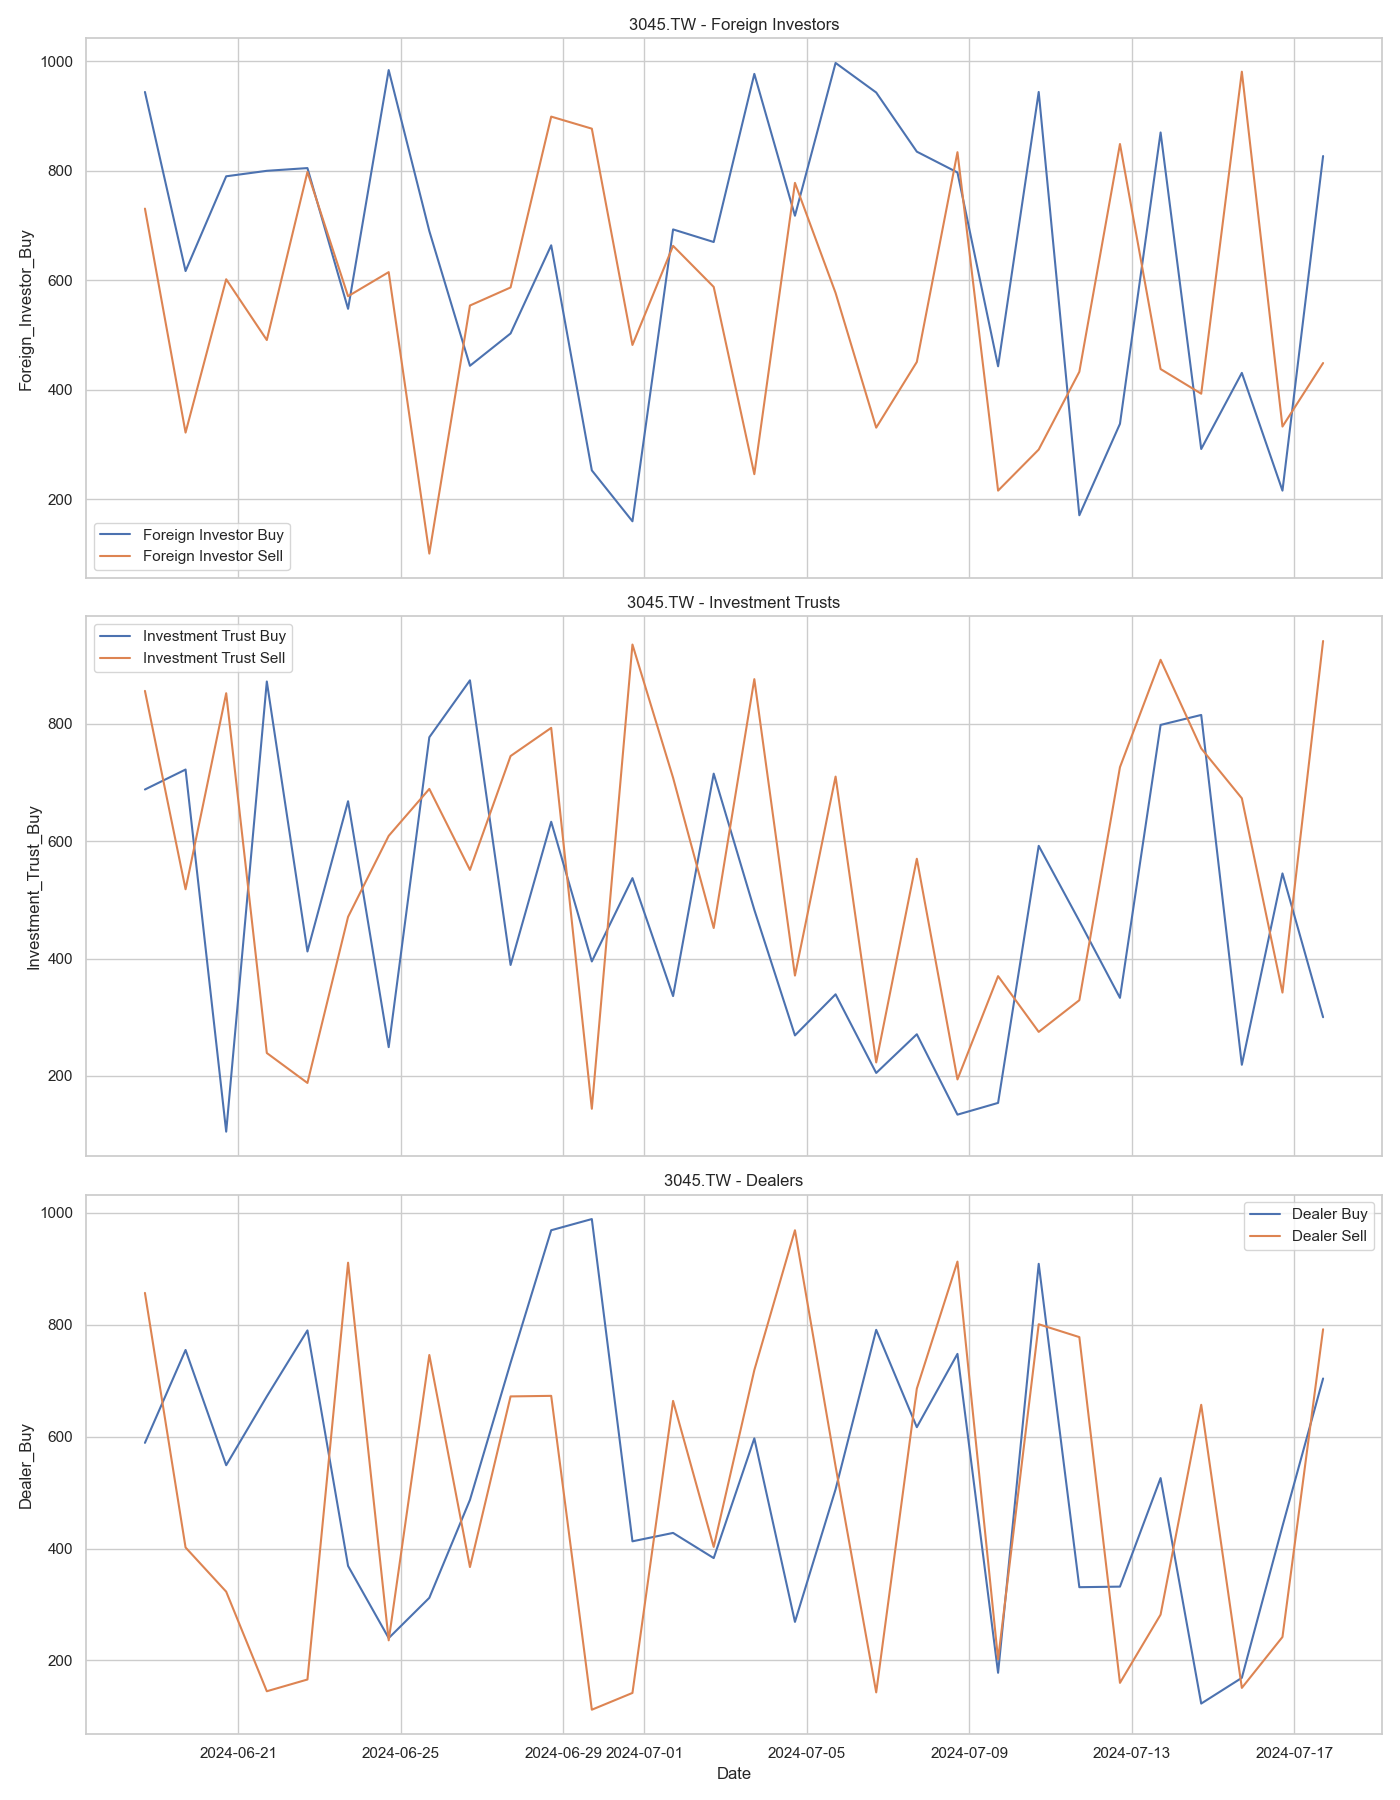 3045.TW - Foreign Investors
1000
800
600
400
200
Foreign_Investor_Buy
Foreign Investor Buy
Foreign Investor Sell
3045.TW - Investment Trusts
Investment Trust Buy
Investment Trust Sell
800
600
400
200
Investment_Trust_Buy
3045.TW - Dealers
Dealer Buy
Dealer Sell
1000
800
600
400
200
Dealer_Buy
2024-06-21 2024-06-25 2024-06-29 2024-07-01 2024-07-05 2024-07-09 2024-07-13 2024-07-17
Date